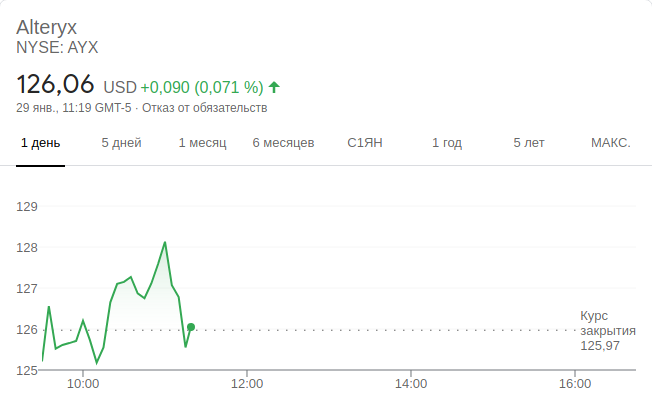 Alteryx
NYSE: AYX
126,06 USD +0,090 (0,071 %)
29 янв., 11:19 GMT-5 · Отказ от обязательств
1 день 5 дней 1 месяц 6 месяцев С1ЯН 1 год 5 лет МАКС.
129
128
127
126
125
Курс
закрытия
125,97
10:00 12:00 14:00 16:00